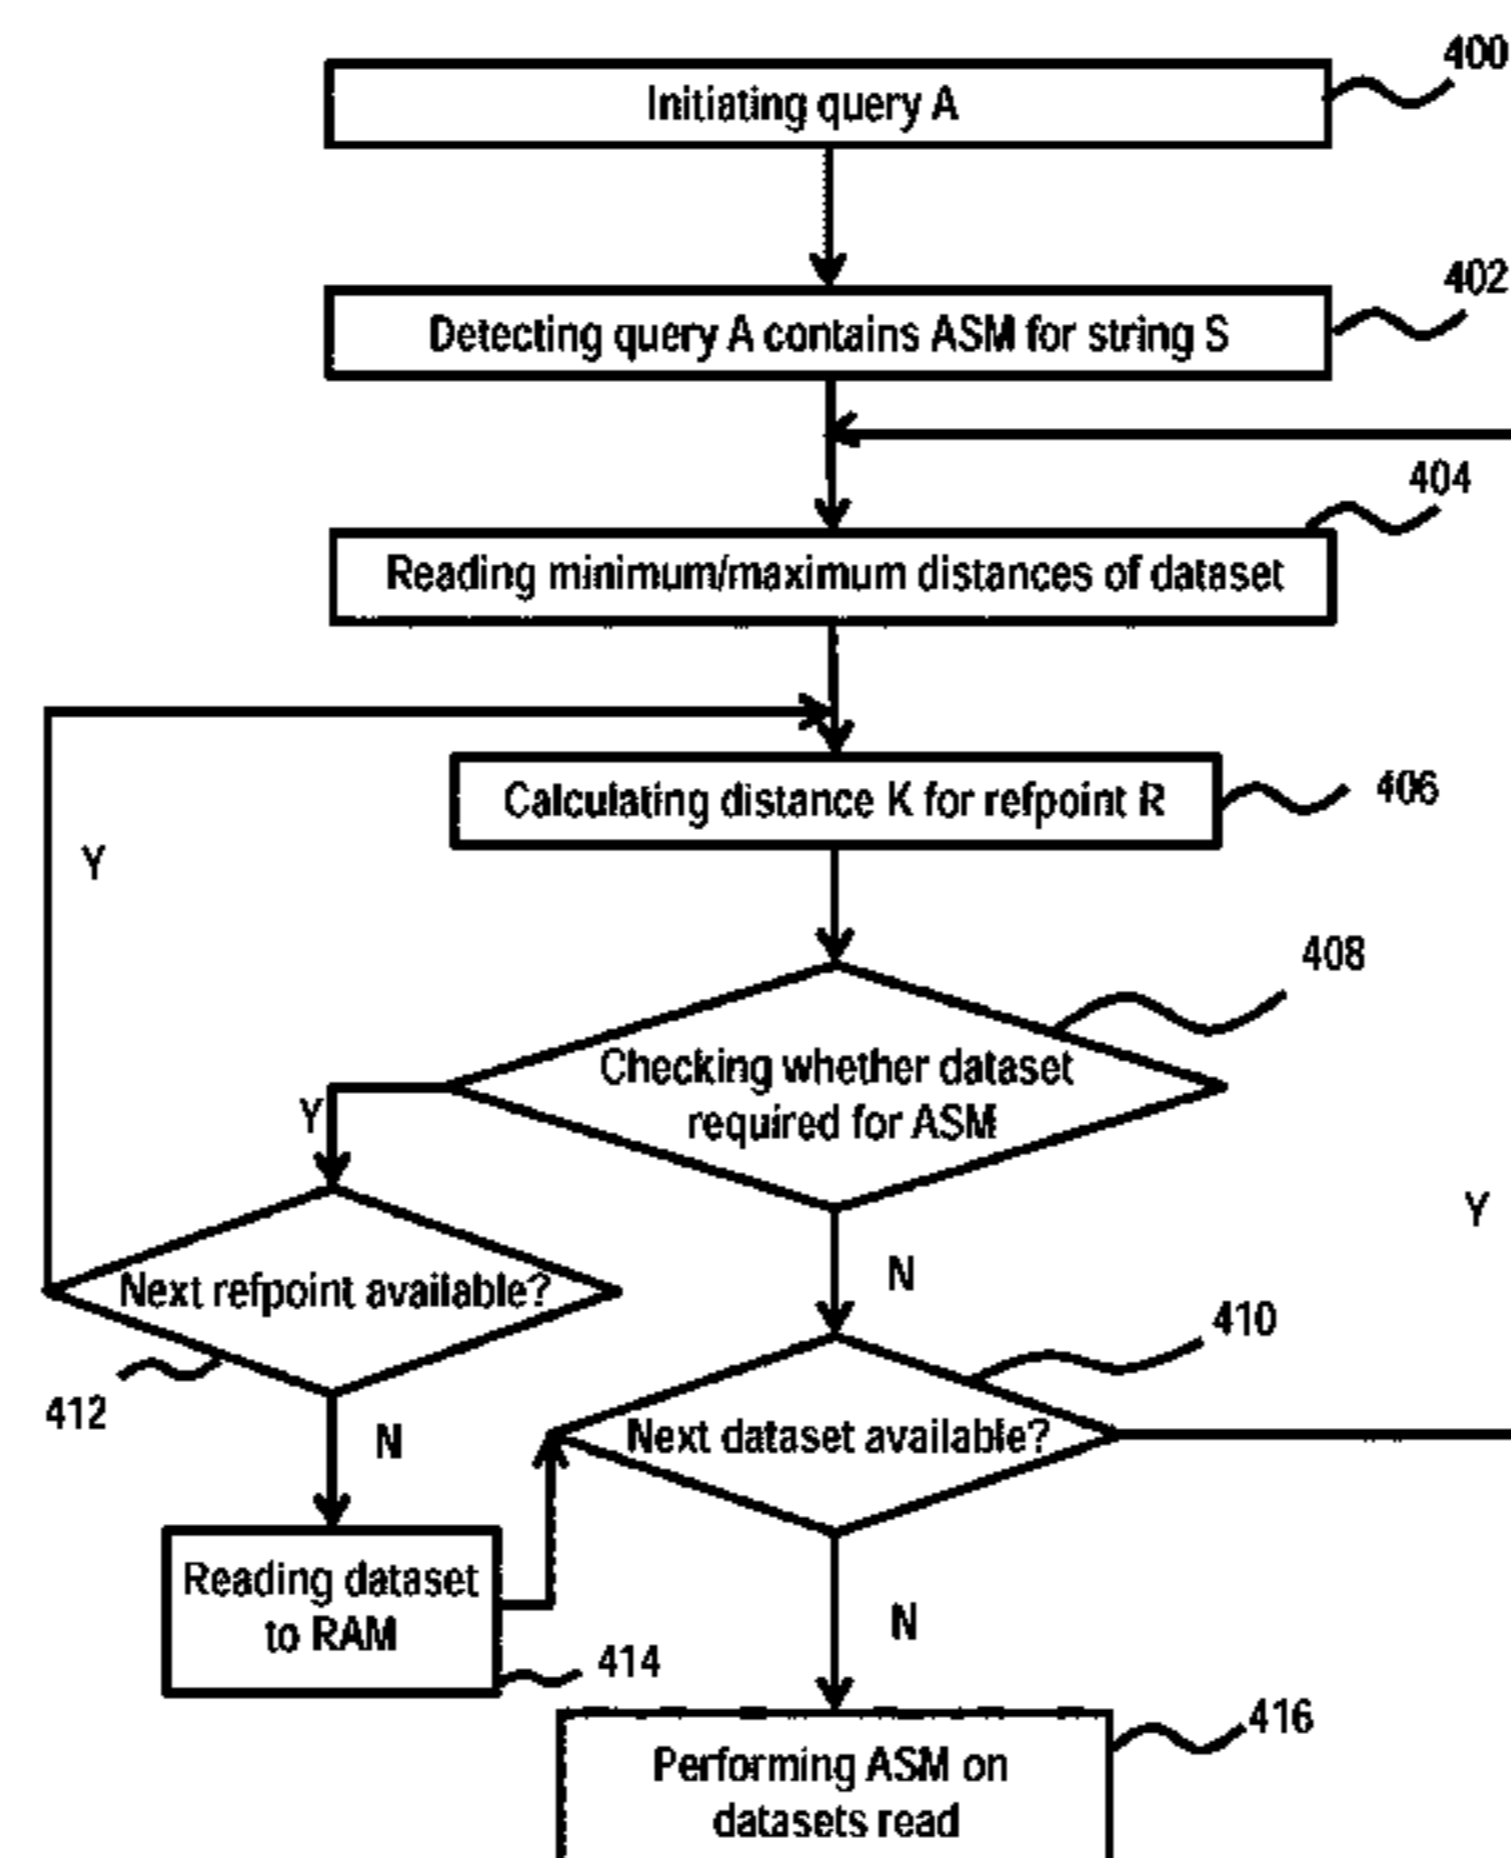 400
Initiating query A
402
Detecting query A contains ASM for string S
404
Reading minimum/maximum distances of dataset
Calculating distance K for refpoint R
406
Y
408
Checking whether dataset
required for ASM
Y
Y
N
Next refpoint available?
410
412
N
Next dataset available?
Reading dataset
to RAM
N
414
416
Performing ASM on
datasets read